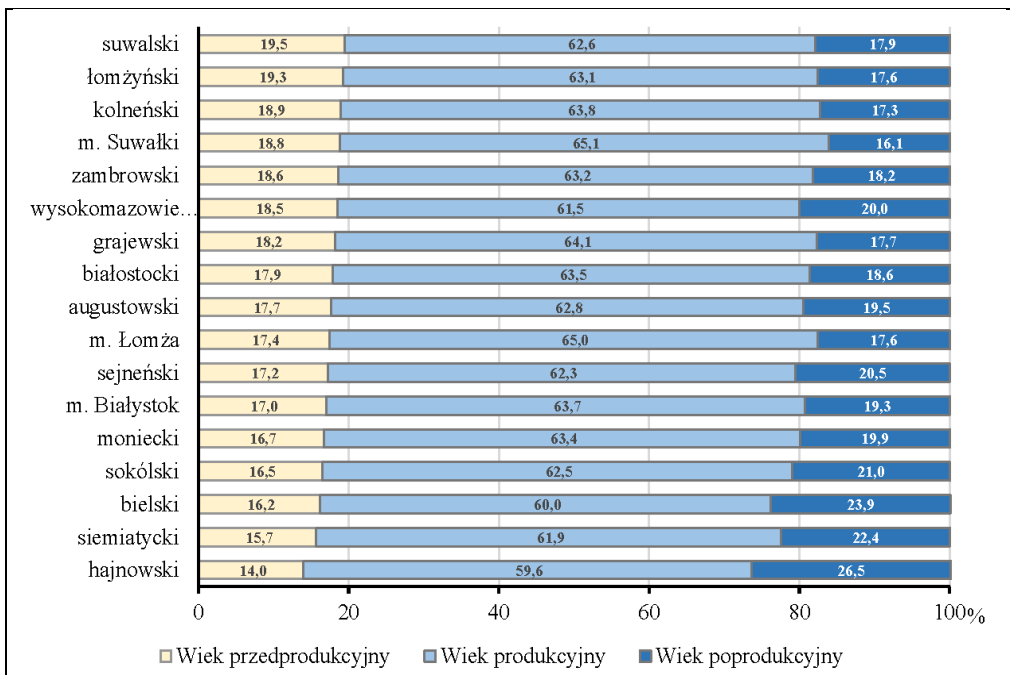 suwalski 19,5 62,6 17,9
łomżyński 19,3 63,1 17,6
kolneński 18,9 63,8 17,3
m. Suwałki 18,8 65,1 16,1
zambrowski 18,6 63,2 18,2
wysokomazowie... 18,5 61,5 20,0
grajewski 18,2 64,1 17,7
białostocki 17,9 63,5 18,6
augustowski 17,7 62,8 19,5
m. Łomża 17,4 65,0 17,6
sejneński 17,2 62,3 20,5
m. Białystok 17,0 63,7 19,3
moniecki 16,7 63,4 19,9
sokólski 16,5 62,5 21,0
bielski 16,2 60,0 23,9
siemiatycki 15,7 61,9 22,4
hajnowski 14,0 59,6 26,5
0 20 40 60 80 100%
Wiek przedprodukcyjny Wiek produkcyjny Wiek poprodukcyjny